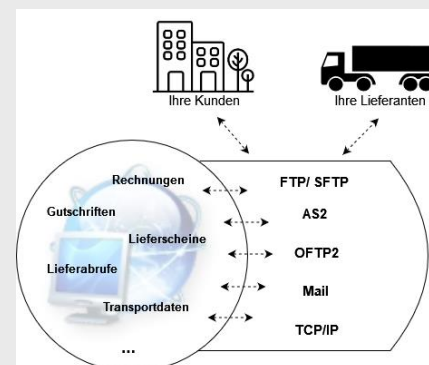 Ihre Kunden
Ihre Lieferanten
Rechnungen
Gutschriften
Lieferscheine
Lieferabrufe
Transportdaten
...
FTP/ SFTP
AS2
OFTP2
Mail
TCP/IP